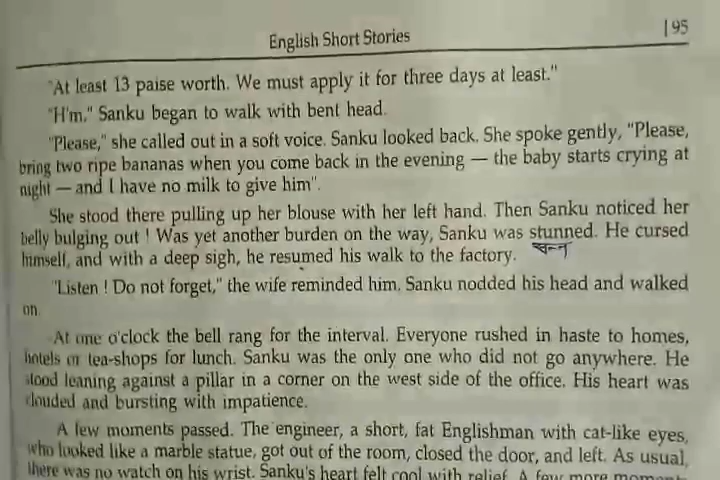 English Short Stories
|95
"At least 13 paise worth. We must apply it for three days at least."
"H'm." Sanku began to walk with bent head.
"Please," she called out in a soft voice. Sanku looked back. She spoke gently, "Please,
bring two ripe bananas when you come back in the evening — the baby starts crying at
night — and I have no milk to give him".
She stood there pulling up her blouse with her left hand. Then Sanku noticed her
belly bulging out ! Was yet another burden on the way, Sanku was stunned. He cursed
himself, and with a deep sigh, he resumed his walk to the factory.
"Listen ! Do not forget," the wife reminded him. Sanku nodded his head and walked
on.
At one o'clock the bell rang for the interval. Everyone rushed in haste to homes,
hotels or tea-shops for lunch. Sanku was the only one who did not go anywhere. He
stood leaning against a pillar in a corner on the west side of the office. His heart was
clouded and bursting with impatience.
A few moments passed. The engineer, a short, fat Englishman with cat-like eyes,
who looked like a marble statue, got out of the room, closed the door, and left. As usual,
there was no watch on his wrist. Sanku's heart felt cool with relief. A few more moments